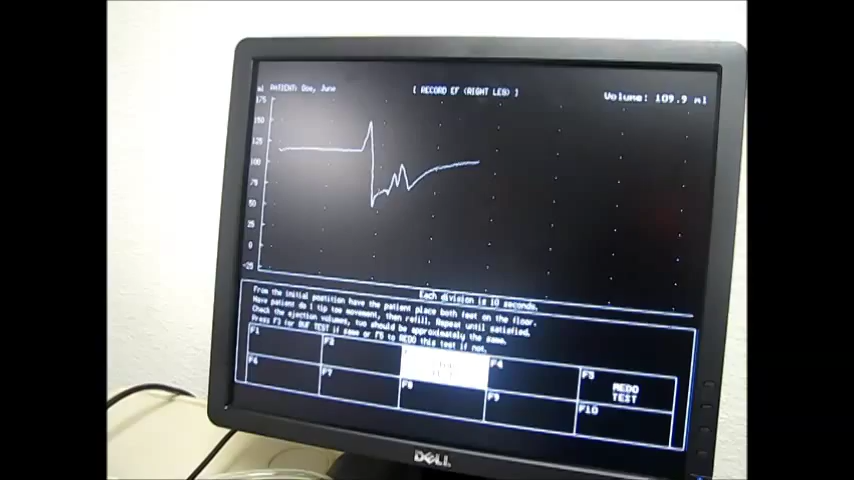 ml PATIENT: Doe, June
[ RECORD EF (RIGHT LEG) ]
Volume: 109.9 ml
175
150
125
100
75
50
25
0
-25
Each division is 10 seconds.
From the initial postition have the patient place both feet on the floor.
Have patient do 1 tip toe movement, then refill. Repeat until satisfied.
Check the ejection volumes, two should be approximately the same.
Press F3 for BUF TEST if same or F5 to REDO this test if not.
F1
F2
F4
F5 REDO TEST
F6
F7
F8
F9
F10
DELL